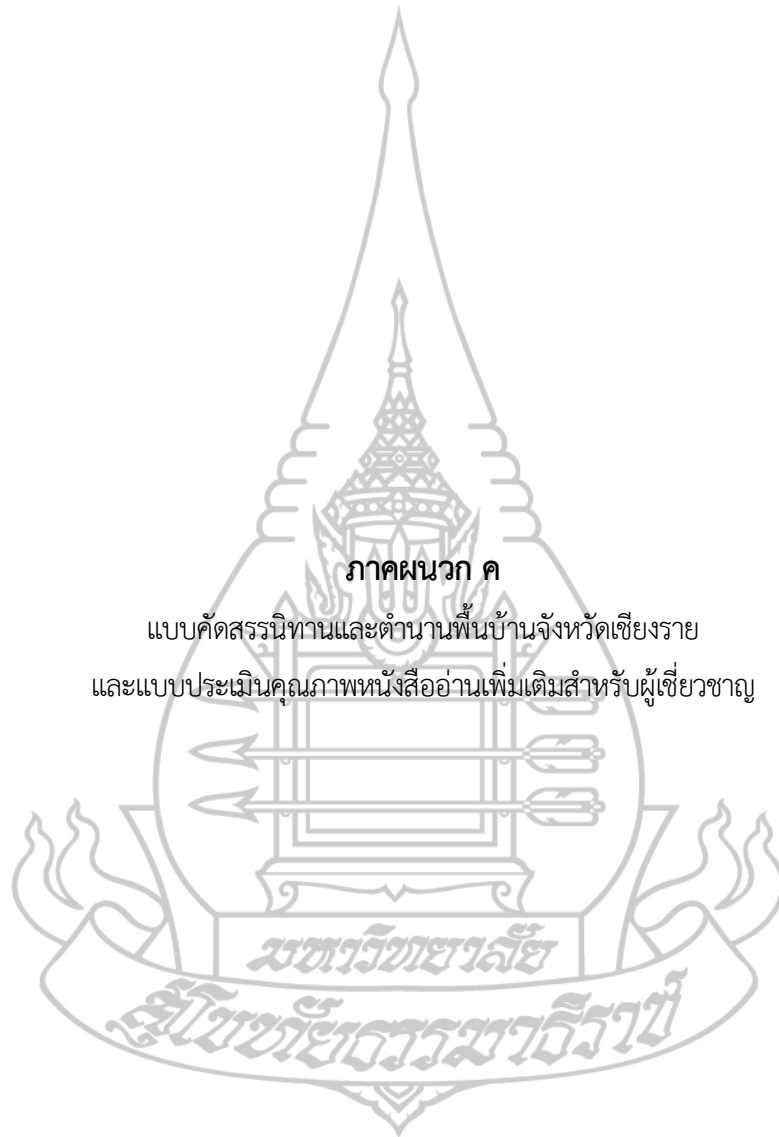 ภาคผนวก ค
แบบคัดสรรนิทานและตำนานพื้นบ้านจังหวัดเชียงราย
และแบบประเมินคุณภาพหนังสืออ่านเพิ่มเติมสำหรับผู้เชี่ยวชาญ
มหาวิทยาลัย
สุโขทัยธรรมาธิราช